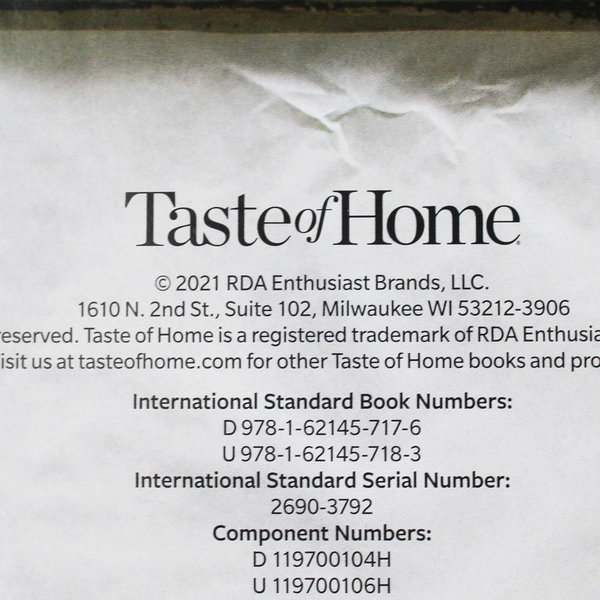 Taste of Home
© 2021 RDA Enthusiast Brands, LLC.
1610 N. 2nd St., Suite 102, Milwaukee WI 53212-3906
reserved. Taste of Home is a registered trademark of RDA
isit us at tasteofhome.com for other Taste of Home books and
International Standard Book Numbers:
D 978-1-62145-717-6
U 978-1-62145-718-3
International Standard Serial Number:
2690-3792
Component Numbers:
D 119700104H
U 119700106H